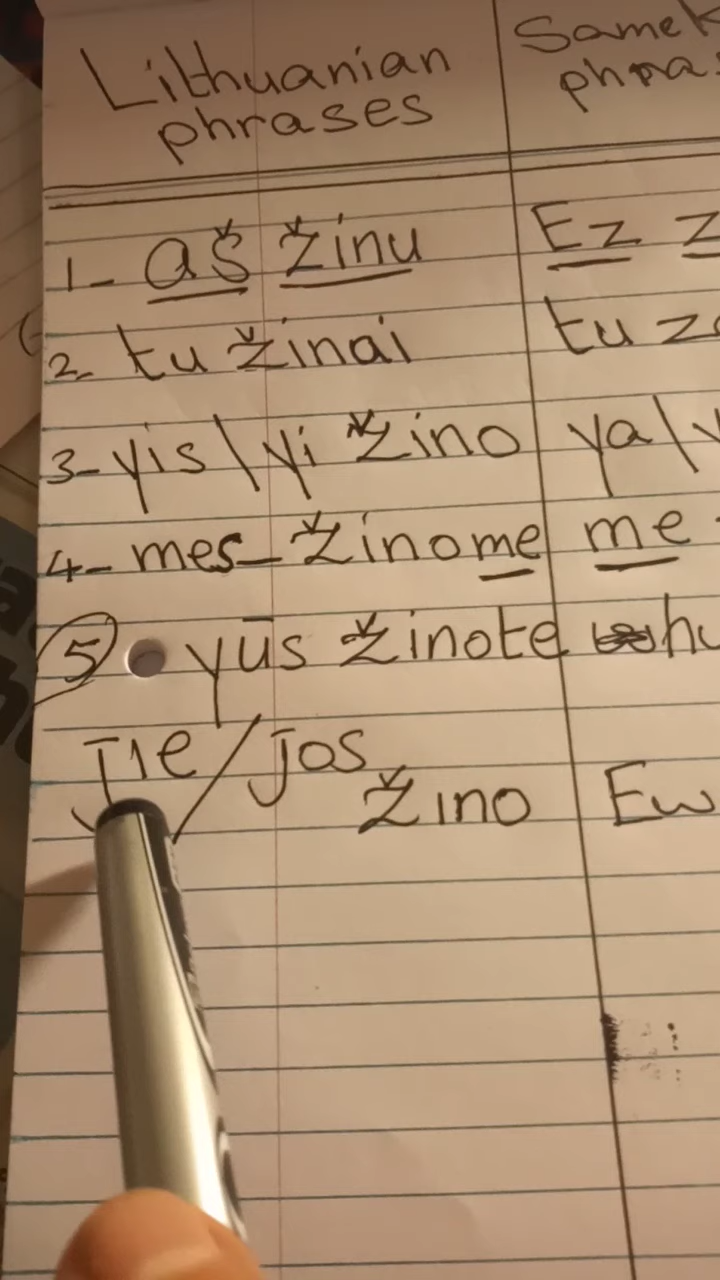 Lithuanian phrases
Same
1- aš žinu Ez
2- tu žinai tu
3- yis\yi žino ya\
4- mes- žinome me
5 yūs žinote
Jie/jos žino Ew